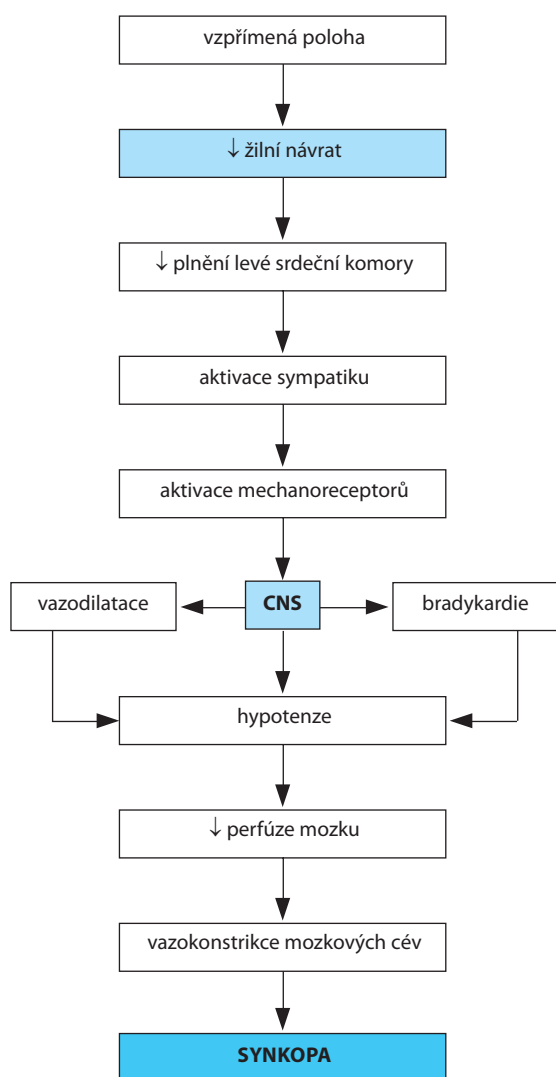 vzpřímená poloha
↓ žilní návrat
↓ plnění levé srdeční komory
aktivace sympatiku
aktivace mechanoreceptorů
vazodilatace
CNS
bradykardie
hypotenze
↓ perfúze mozku
vazokonstrikce mozkových cév
SYNKOPA